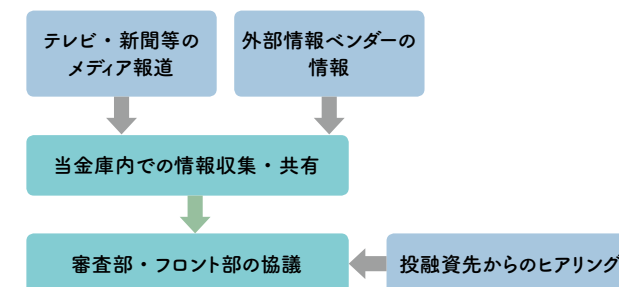 テレビ・新聞等の
メディア報道
外部情報ベンダーの
情報
当金庫内での情報収集・共有
審査部・フロント部の協議
投融資先からのヒアリング